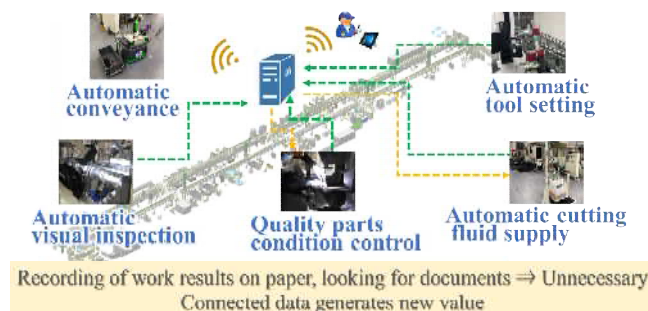 Automatic
conveyance
Automatic
tool setting
Automatic
visual inspection
Quality parts
condition control
Automatic cutting
fluid supply
Recording of work results on paper, looking for documents ⇒ Unnecessary
Connected data generates new value